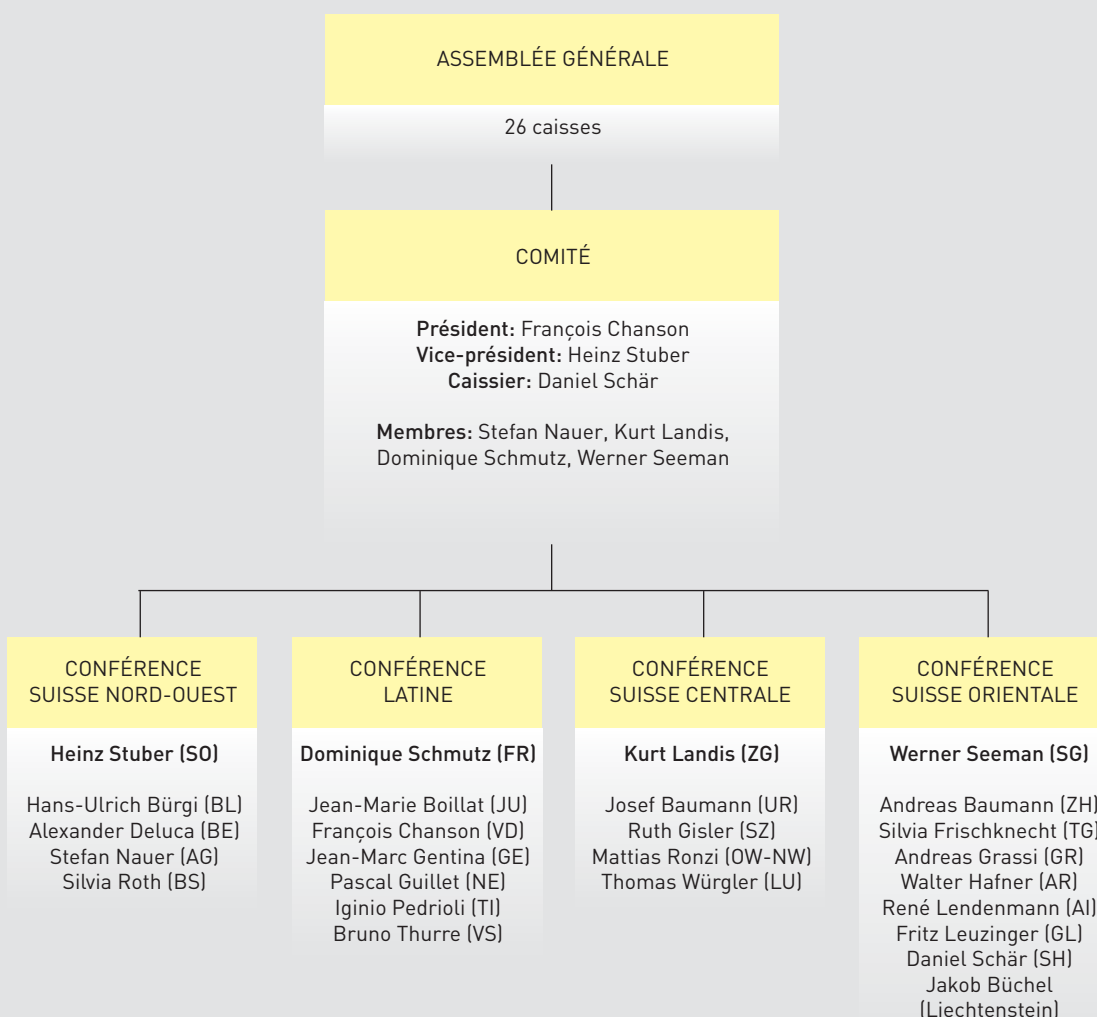 ASSEMBLÉE GÉNÉRALE
26 caisses
COMITÉ
Président: François Chanson
Vice-président: Heinz Stuber
Caissier: Daniel Schär
Membres: Stefan Nauer, Kurt Landis,
Dominique Schmutz, Werner Seeman
CONFÉRENCE
SUISSE NORD-OUEST
Heinz Stuber (SO)
Hans-Ulrich Bürgi (BL)
Alexander Deluca (BE)
Stefan Nauer (AG)
Silvia Roth (BS)
CONFÉRENCE
LATINE
Dominique Schmutz (FR)
Jean-Marie Boillat (JU)
François Chanson (VD)
Jean-Marc Gentina (GE)
Pascal Guillet (NE)
Iginio Pedrioli (TI)
Bruno Thurre (VS)
CONFÉRENCE
SUISSE CENTRALE
Kurt Landis (ZG)
Josef Baumann (UR)
Ruth Gisler (SZ)
Mattias Ronzi (OW-NW)
Thomas Würgler (LU)
CONFÉRENCE
SUISSE ORIENTALE
Werner Seeman (SG)
Andreas Baumann (ZH)
Silvia Frischknecht (TG)
Andreas Grassi (GR)
Walter Hafner (AR)
René Lendenmann (AI)
Fritz Leuzinger (GL)
Daniel Schär (SH)
Jakob Büchel
(Liechtenstein)